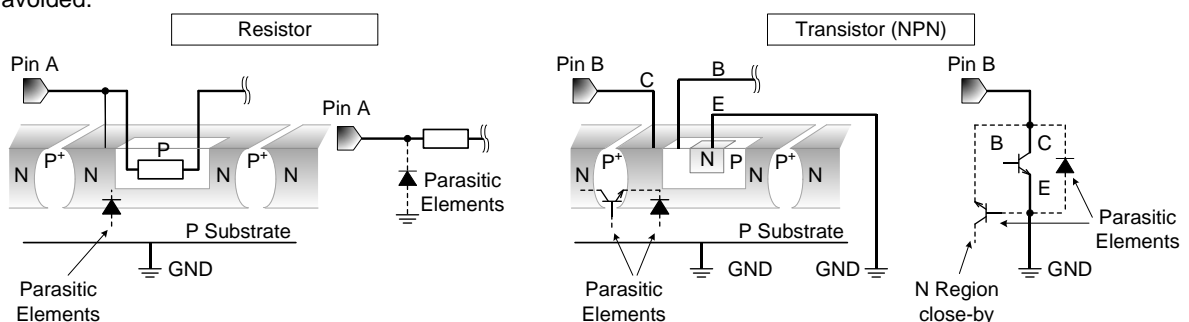 avoided.
Resistor
Transistor (NPN)
Pin A
Pin A
N
P+
N
P
N
P+
N
Parasitic
Elements
P Substrate
GND
Parasitic
Elements
Pin B
C
B
E
N
P+
N
N
P
N
P+
N
P Substrate
GND
GND
Parasitic
Elements
Pin B
B
C
E
Parasitic
Elements
GND
N Region
close-by